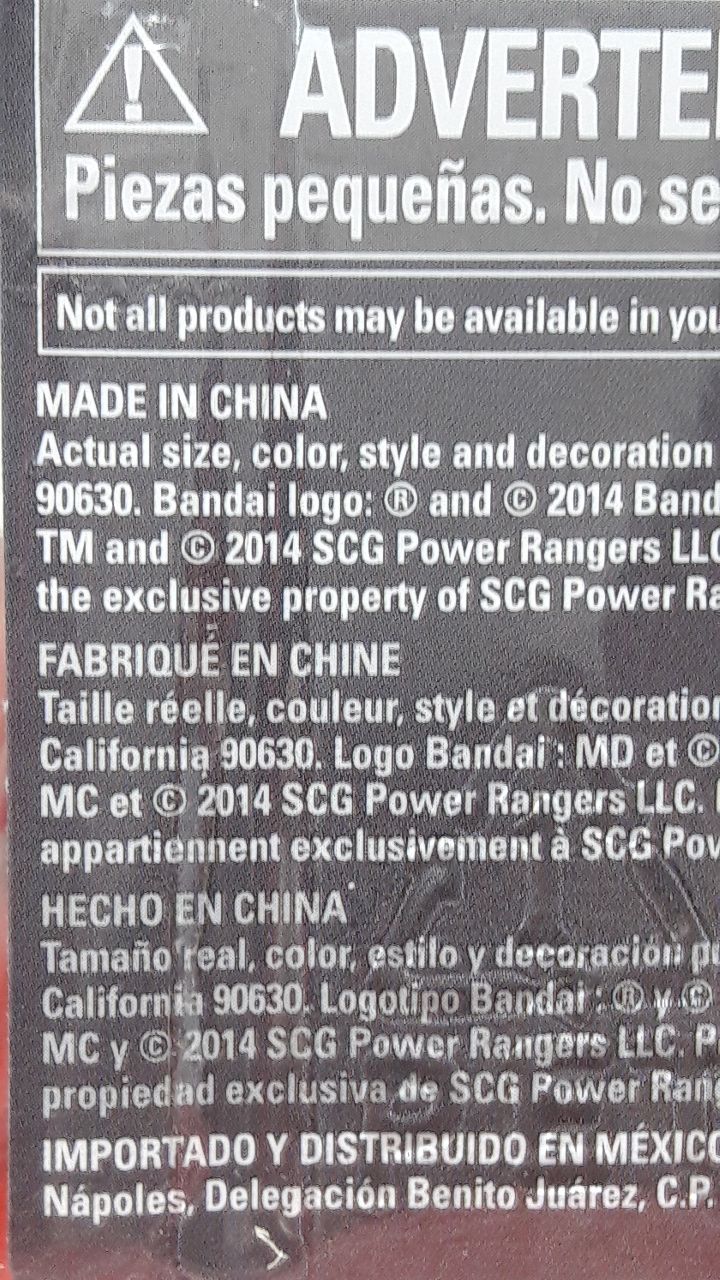 ADVERTE
Piezas pequeñas. No se
Not all products may be available in you
MADE IN CHINA
Actual size, color, style and decoration
90630. Bandai logo: ® and © 2014 Band
TM and © 2014 SCG Power Rangers LLC
the exclusive property of SCG Power Ra
FABRIQUÉ EN CHINE
Taille réelle, couleur, style et décoration
California 90630. Logo Bandai : MD et ©
MC et © 2014 SCG Power Rangers LLC.
appartiennent exclusivement à SCG Pow
HECHO EN CHINA
Tamaño real, color, estilo y decoración pu
California 90630. Logotipo Bandai : ® y ©
MC y © 2014 SCG Power Rangers LLC. P
propiedad exclusiva de SCG Power Rang
IMPORTADO Y DISTRIBUIDO EN MÉXICO
Nápoles, Delegación Benito Juárez, C.P.